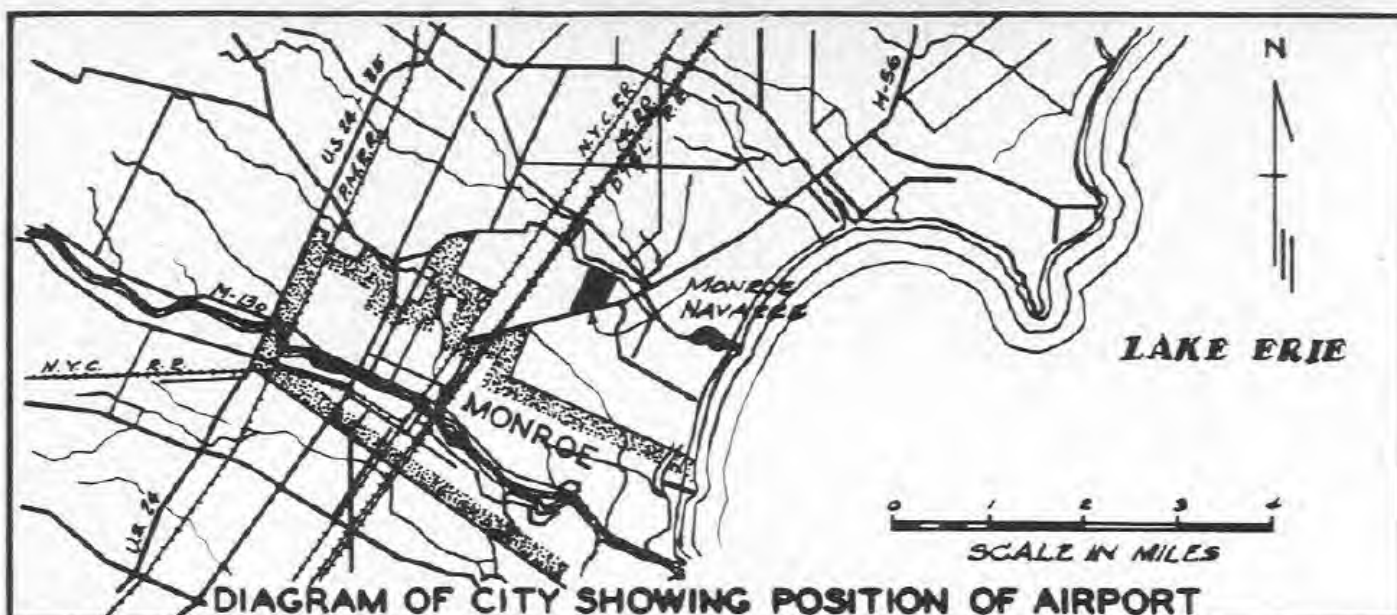 N
U.S. 24
N.Y.C. R.R.
M-56
P.M.R.R.
M-130
MONROE
NAVARRE
LAKE ERIE
N.Y.C. R.R.
MONROE
0 1 2 3 4
SCALE IN MILES
U.S. 24
DIAGRAM OF CITY SHOWING POSITION OF AIRPORT